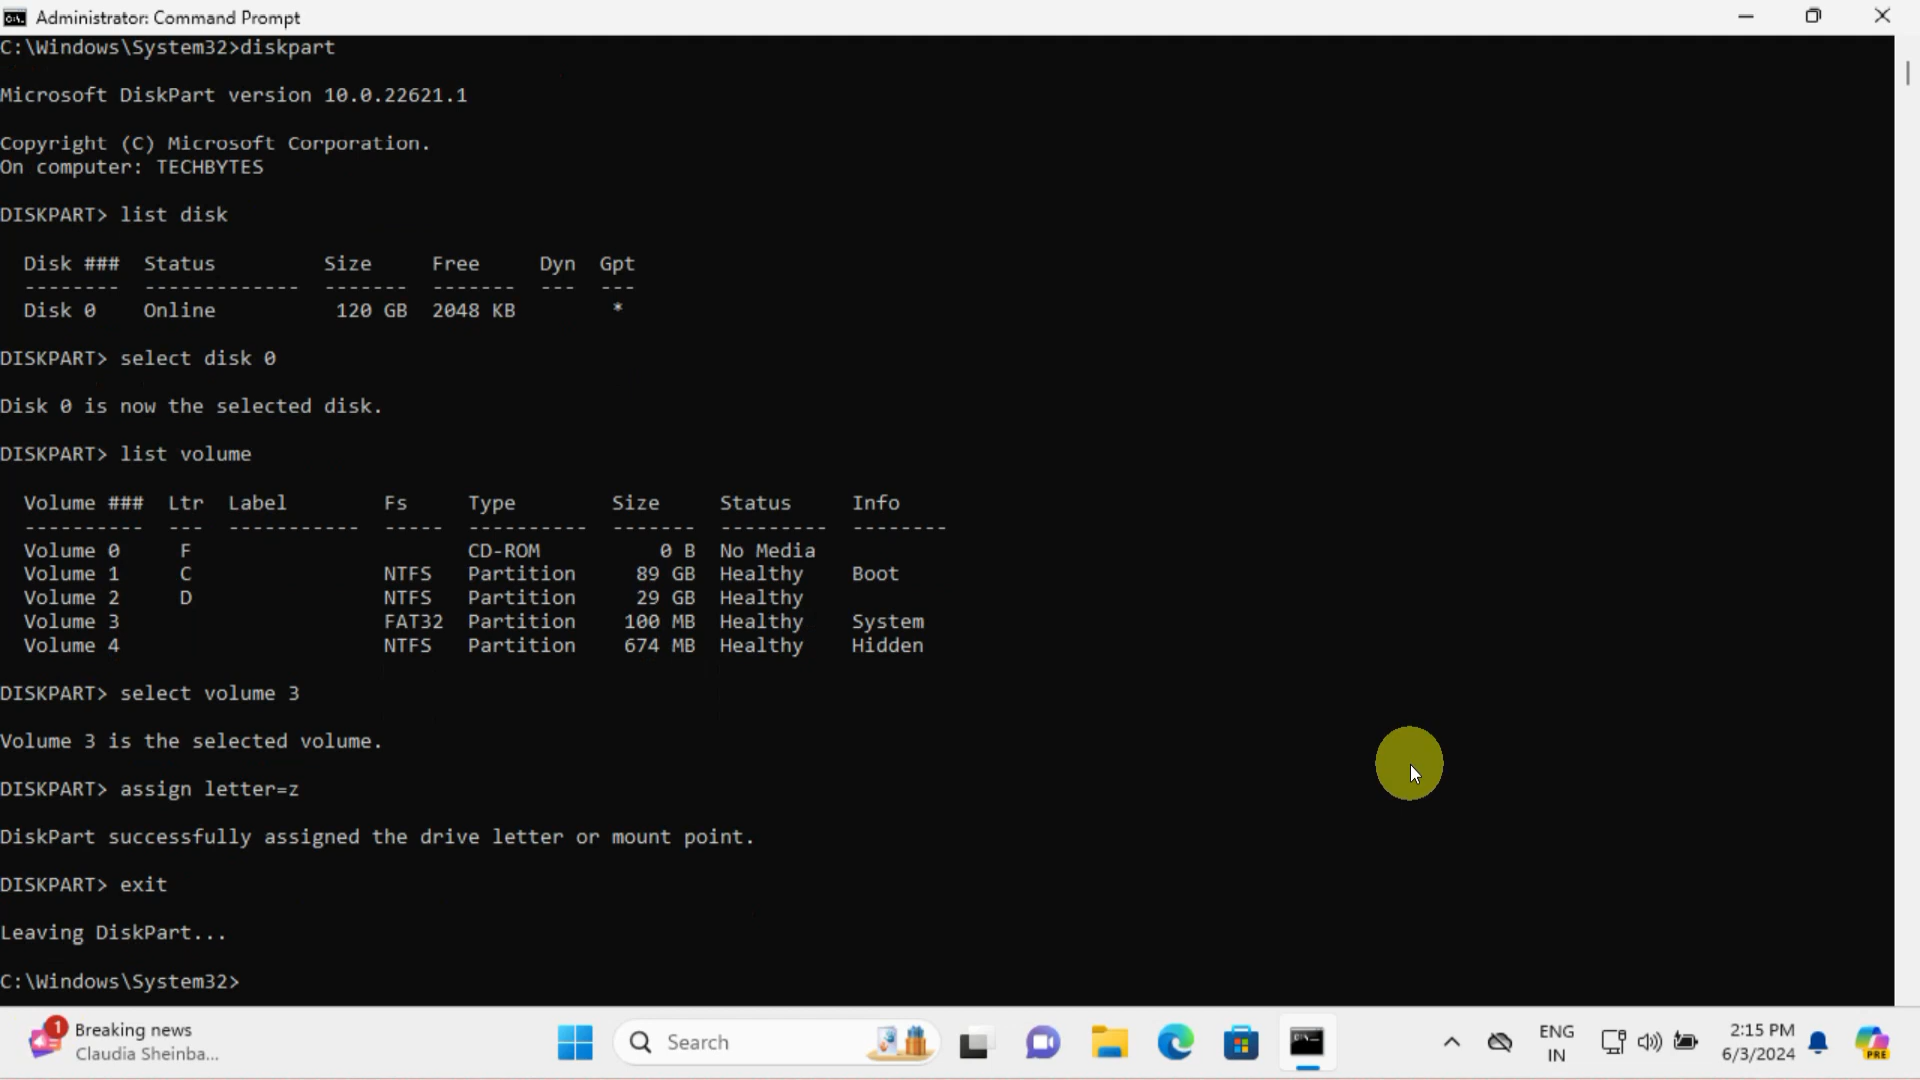 Administrator: Command Prompt
C:\Windows\System32>diskpart
Microsoft DiskPart version 10.0.22621.1
Copyright (C) Microsoft Corporation.
On computer: TECHBYTES
DISKPART> list disk
  Disk ###  Status         Size     Free     Dyn  Gpt
  --------  -------------  -------  -------  ---  ---
  Disk 0    Online          120 GB  2048 KB        *
DISKPART> select disk 0
Disk 0 is now the selected disk.
DISKPART> list volume
  Volume ###  Ltr  Label        Fs     Type        Size     Status     Info
  ----------  ---  -----------  -----  ----------  -------  ---------  --------
  Volume 0     F                       CD-ROM          0 B  No Media
  Volume 1     C                NTFS   Partition     89 GB  Healthy    Boot
  Volume 2     D                NTFS   Partition     29 GB  Healthy
  Volume 3                      FAT32  Partition    100 MB  Healthy    System
  Volume 4                      NTFS   Partition    674 MB  Healthy    Hidden
DISKPART> select volume 3
Volume 3 is the selected volume.
DISKPART> assign letter=z
DiskPart successfully assigned the drive letter or mount point.
DISKPART> exit
Leaving DiskPart...
C:\Windows\System32>
1
Breaking news
Claudia Sheinba...
Search
ENG
IN
2:15 PM
6/3/2024
PRE